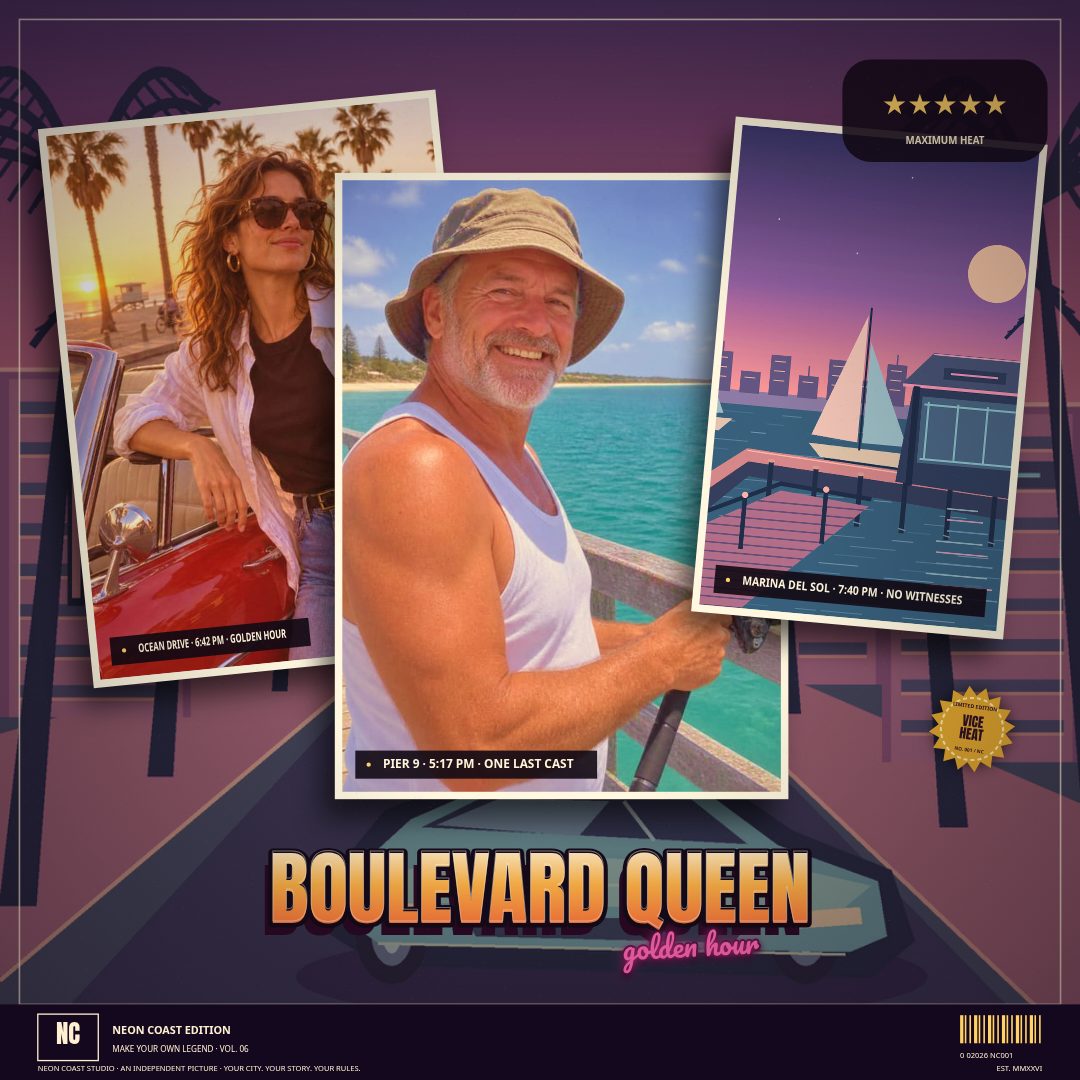 ★★★★★
MAXIMUM HEAT
OCEAN DRIVE · 6:42 PM · GOLDEN HOUR
PIER 9 · 5:17 PM · ONE LAST CAST
MARINA DEL SOL · 7:40 PM · NO WITNESSES
LIMITED EDITION
VICE
HEAT
NO. 001 / NC
BOULEVARD QUEEN
golden hour
NC
NEON COAST EDITION
MAKE YOUR OWN LEGEND · VOL. 06
NEON COAST STUDIO · AN INDEPENDENT PICTURE · YOUR CITY. YOUR STORY. YOUR RULES.
0 02026 NC001
EST. MMXXVI